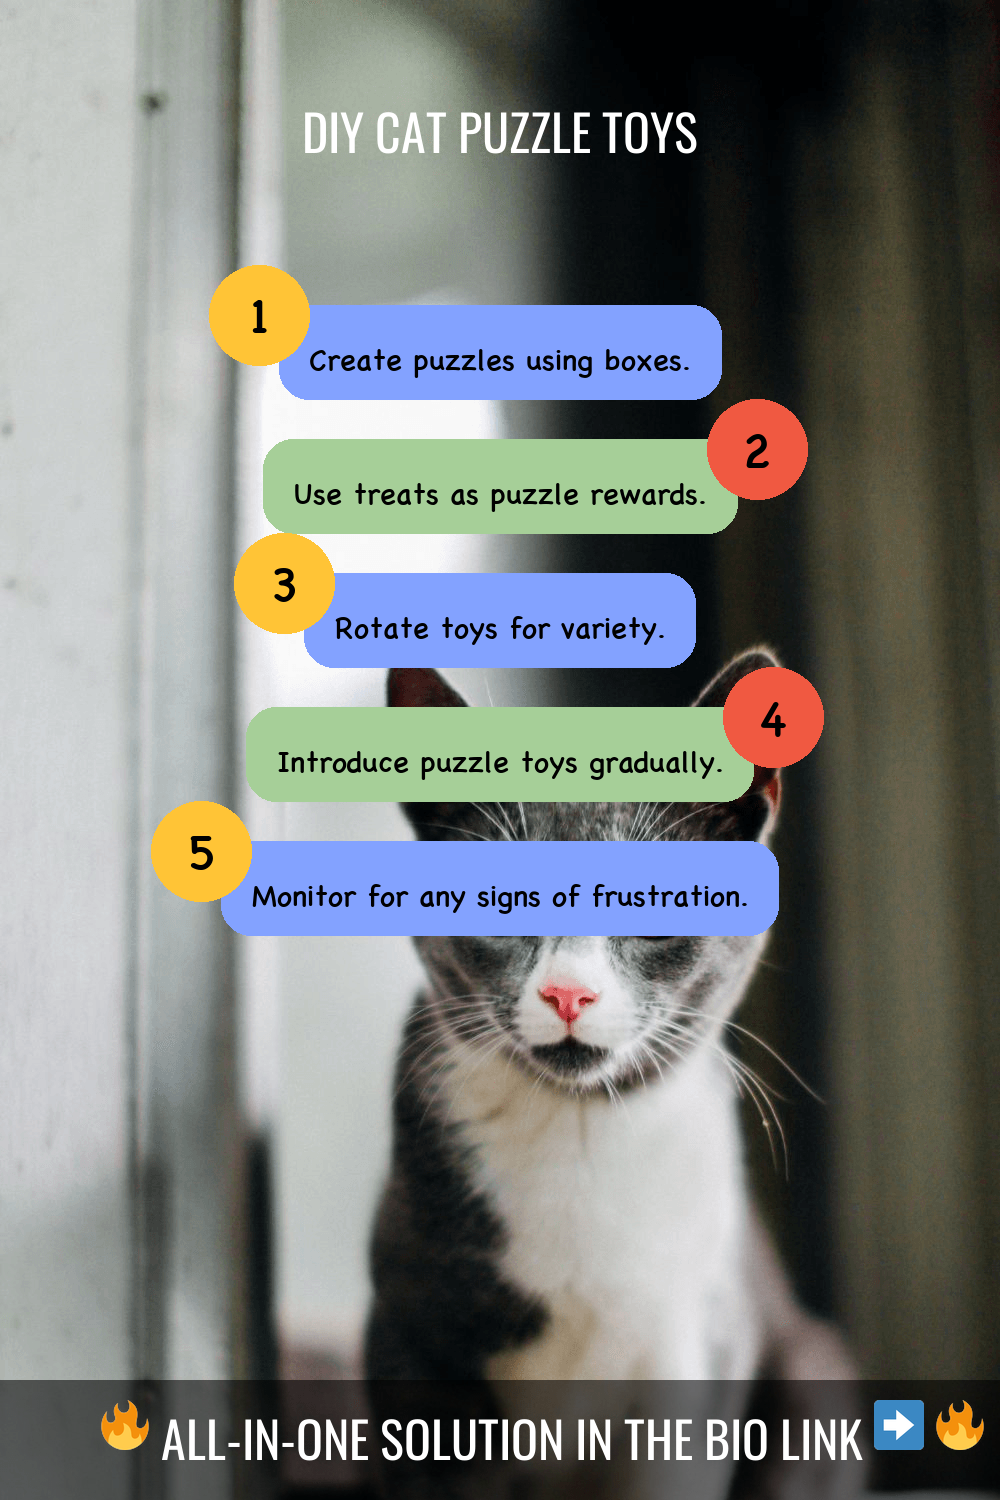 DIY CAT PUZZLE TOYS
1
Create puzzles using boxes.
2
Use treats as puzzle rewards.
3
Rotate toys for variety.
4
Introduce puzzle toys gradually.
5
Monitor for any signs of frustration.
🔥 ALL-IN-ONE SOLUTION IN THE BIO LINK ➡️ 🔥